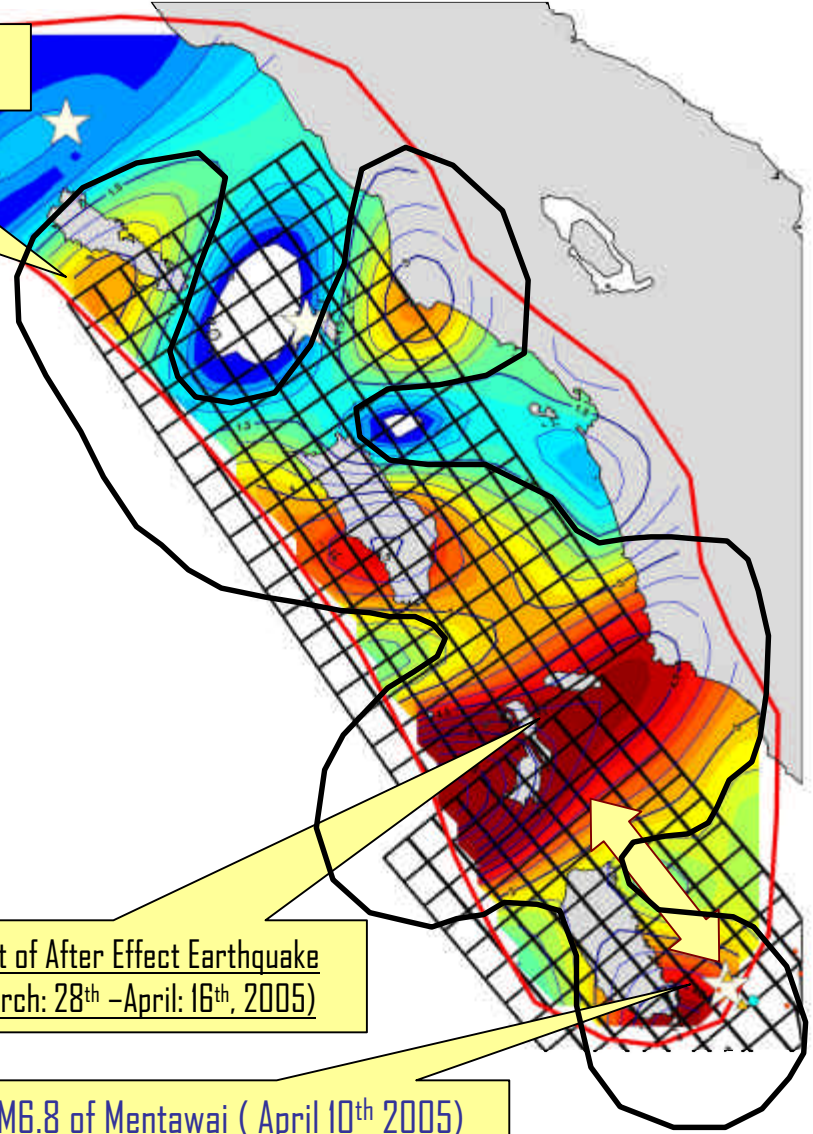 t of After Effect Earthquake
rch: 28th –April: 16th, 2005)
M6.8 of Mentawai ( April 10th 2005)